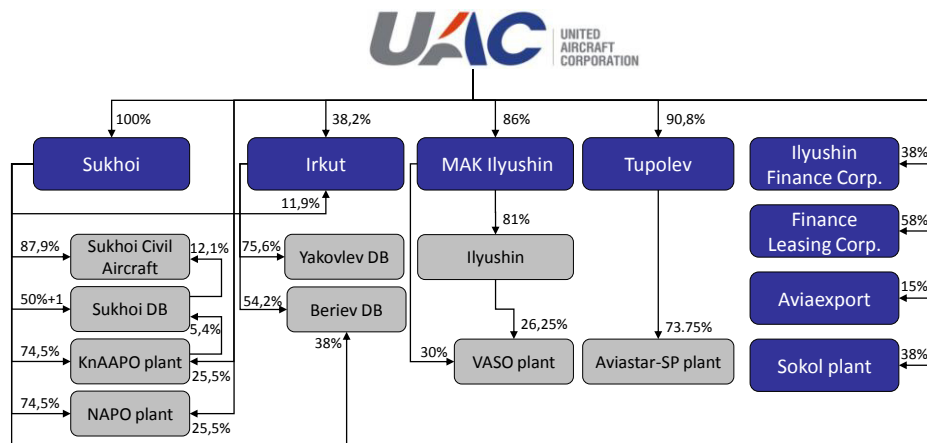 UAC
UNITED
AIRCRAFT
CORPORATION
100%
38,2%
86%
90,8%
Sukhoi
Irkut
MAK Ilyushin
Tupolev
Ilyushin
Finance Corp.
38%
11,9%
81%
Finance
Leasing Corp.
58%
87,9%
Sukhoi Civil
Aircraft
12,1%
75,6%
Yakovlev DB
Ilyushin
50%+1
Sukhoi DB
54,2%
Beriev DB
Aviaexport
15%
5,4%
38%
26,25%
73.75%
74,5%
KnAAPO plant
25,5%
30%
VASO plant
Aviastar-SP plant
Sokol plant
38%
74,5%
NAPO plant
25,5%